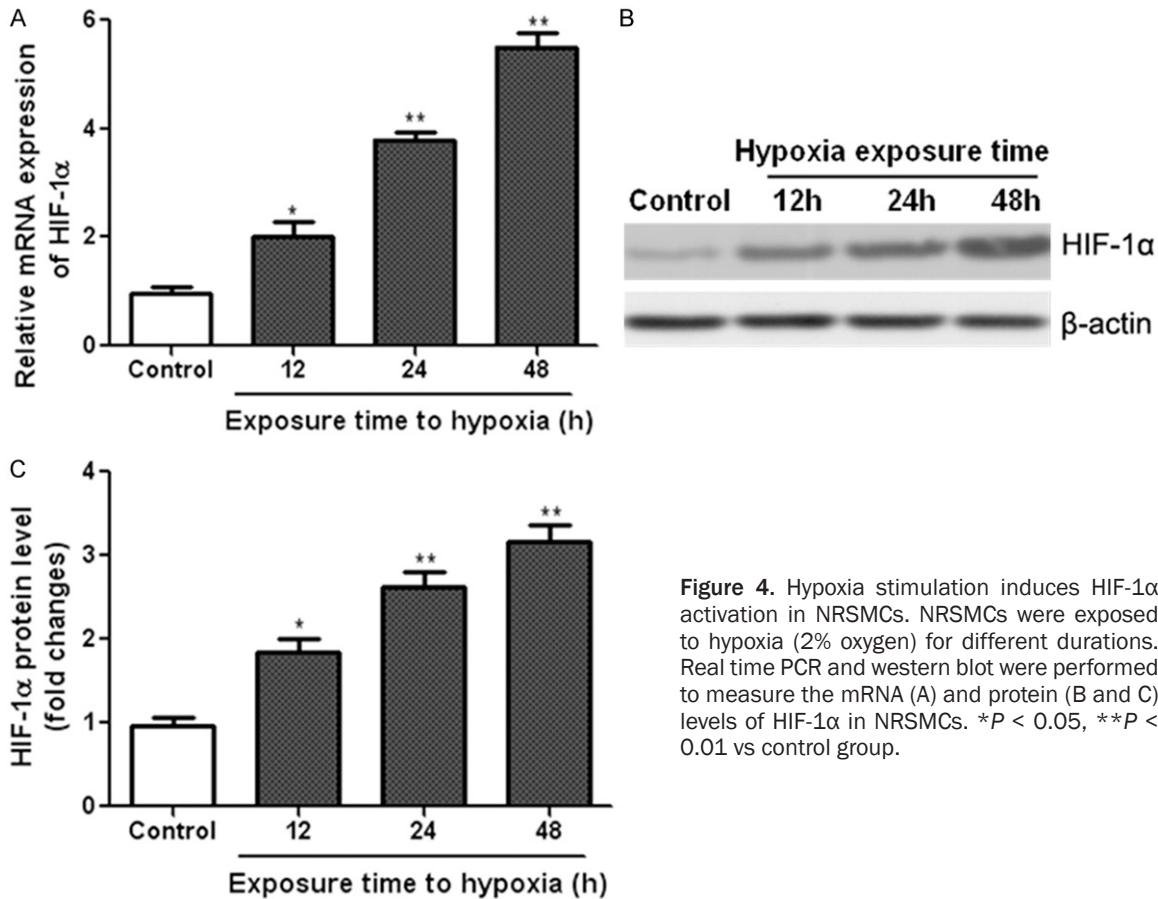 A
6
4
2
0
Relative mRNA expression
of HIF-1α
*
**
**
Control
12
24
48
Exposure time to hypoxia (h)
B
Hypoxia exposure time
Control
12h
24h
48h
HIF-1α
β-actin
C
4
3
2
1
0
HIF-1α protein level
(fold changes)
*
**
**
Control
12
24
48
Exposure time to hypoxia (h)
Figure 4. Hypoxia stimulation induces HIF-1α
activation in NRSMCs. NRSMCs were exposed
to hypoxia (2% oxygen) for different durations.
Real time PCR and western blot were performed
to measure the mRNA (A) and protein (B and C)
levels of HIF-1α in NRSMCs. *P < 0.05, **P <
0.01 vs control group.